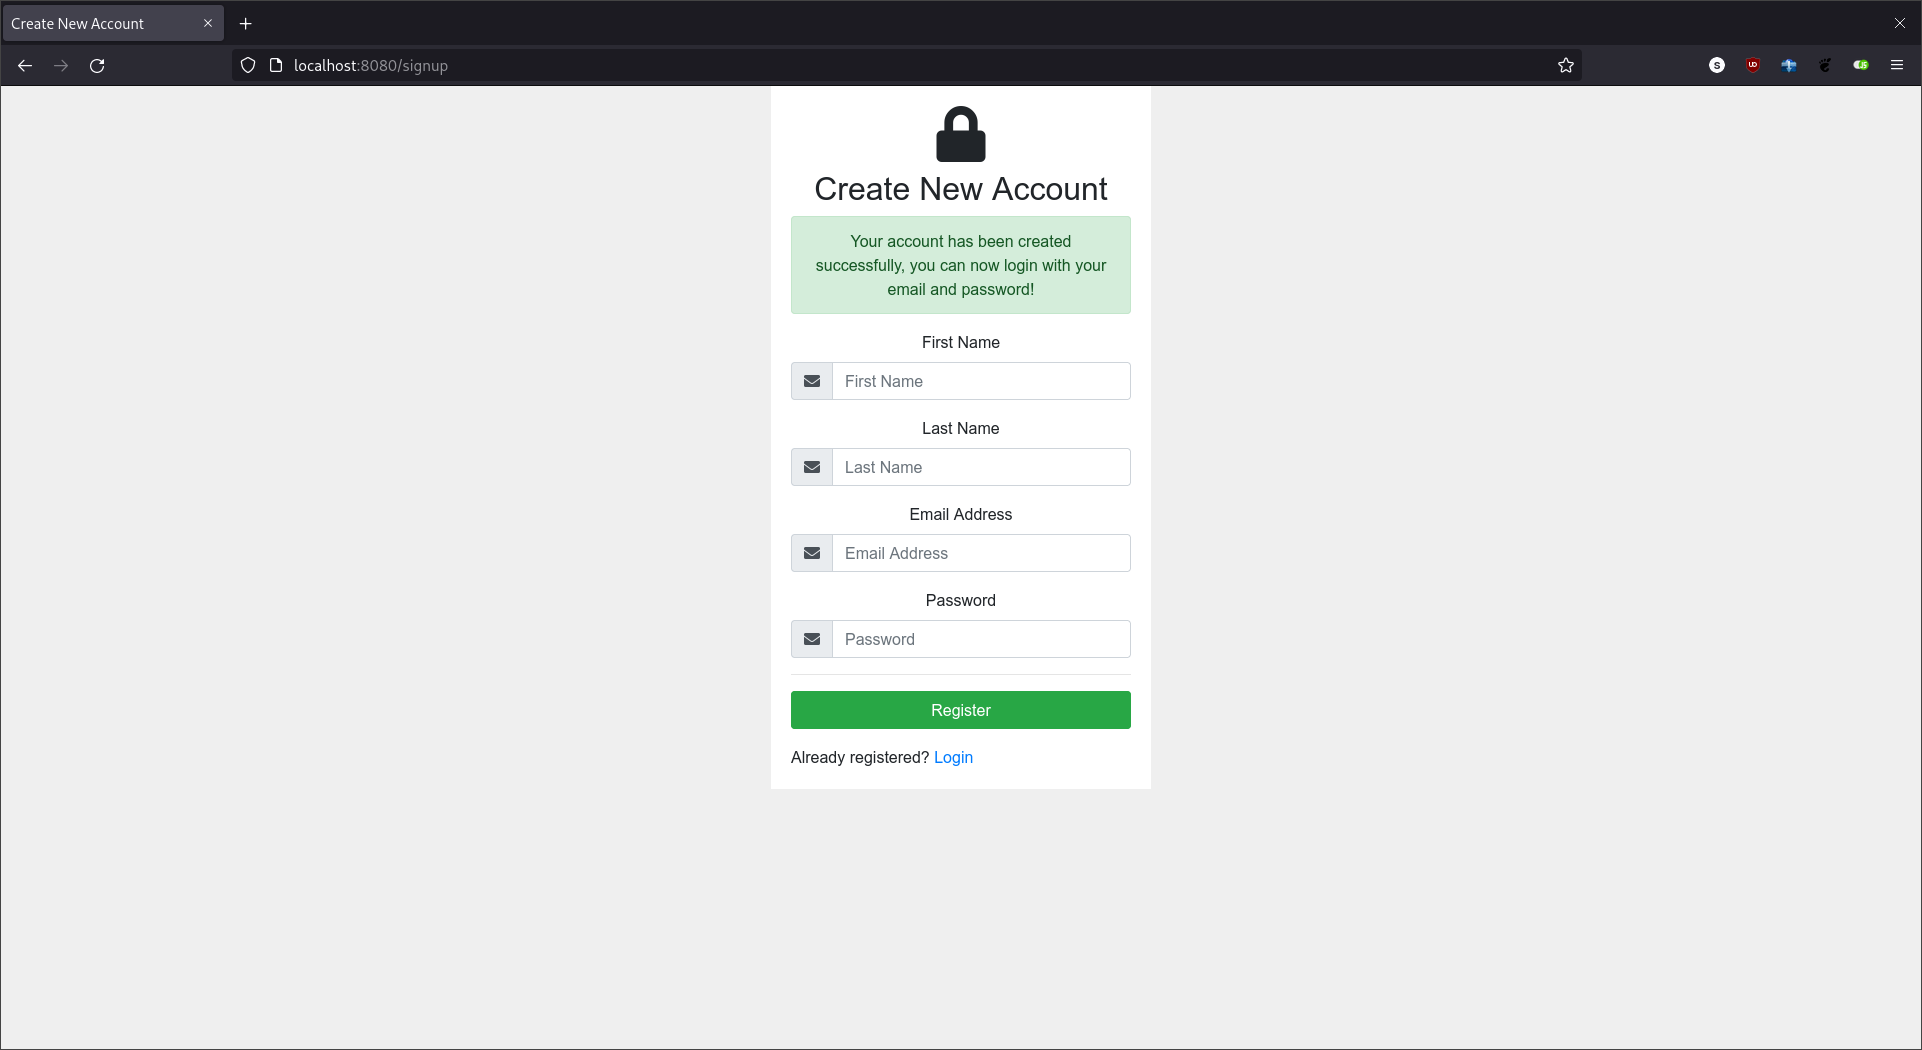 Create New Account
localhost:8080/signup
Create New Account
Your account has been created
successfully, you can now login with your
email and password!
First Name
First Name
Last Name
Last Name
Email Address
Email Address
Password
Password
Register
Already registered? Login